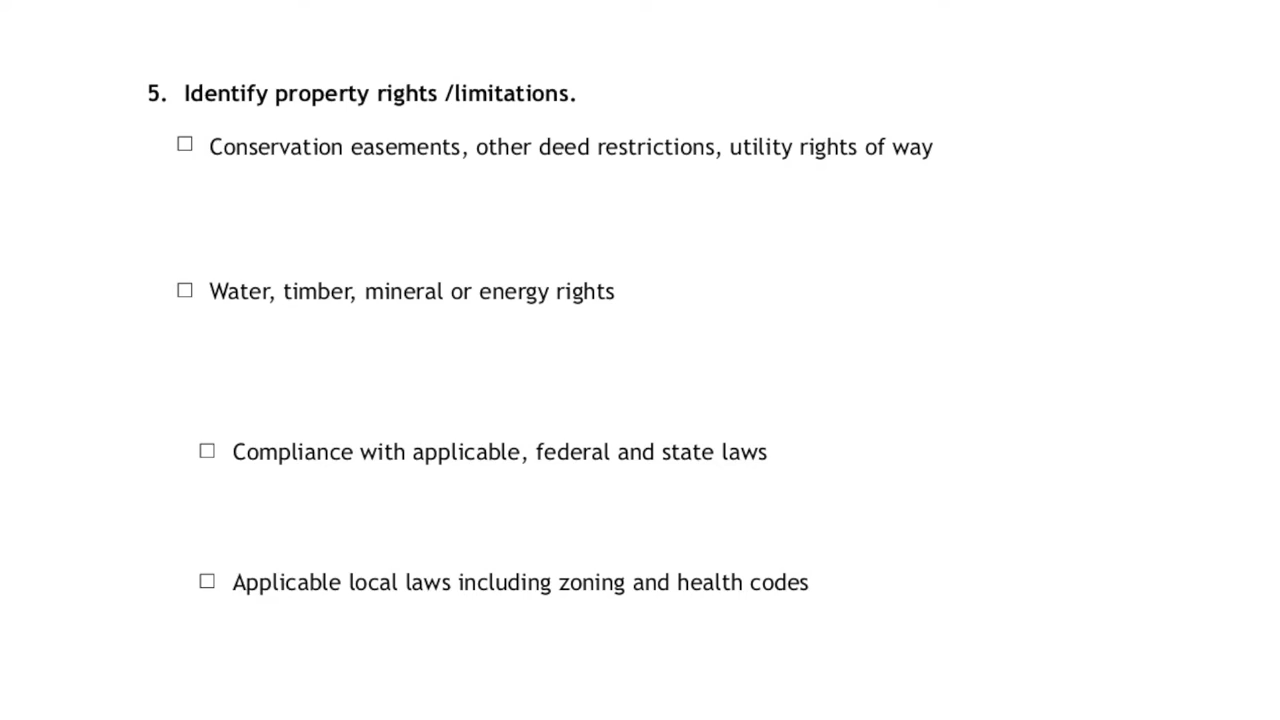 5. Identify property rights /limitations.
☐ Conservation easements, other deed restrictions, utility rights of way
☐ Water, timber, mineral or energy rights
☐ Compliance with applicable, federal and state laws
☐ Applicable local laws including zoning and health codes